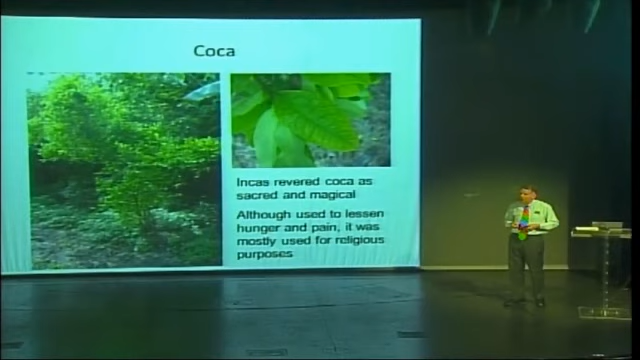 Coca
Incas revered coca as
sacred and magical
Although used to lessen
hunger and pain, it was
mostly used for religious
purposes